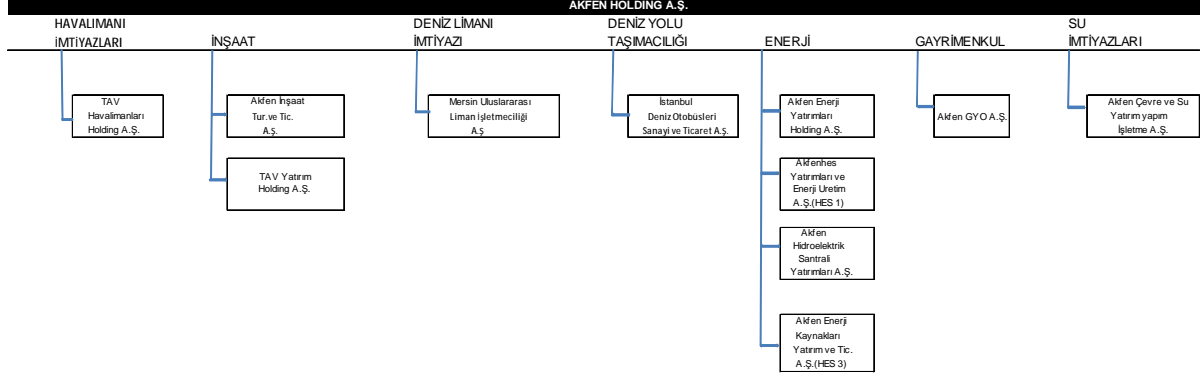 AKFEN HOLDING A.Ş.
HAVALIMANI
İMTİYAZLARI
İNŞAAT
DENİZ LİMANI
İMTİYAZI
DENİZ YOLU
TAŞIMACILIĞI
ENERJİ
GAYRİMENKUL
SU
İMTİYAZLARI
TAV
Havalimanları
Holding A.Ş.
Akfen İnşaat
Tur.ve Tic.
A.Ş.
TAV Yatırım
Holding A.Ş.
Mersin Uluslararası
Liman İşletmeciliği
A.Ş
İstanbul
Deniz Otobüsleri
Sanayi ve Ticaret A.Ş.
Akfen Enerji
Yatırımları
Holding A.Ş.
Akfenhes
Yatırımları ve
Enerji Uretim
A.Ş.(HES 1)
Akfen
Hidroelektrik
Santrali
Yatırımları A.Ş.
Akfen Enerji
Kaynakları
Yatırım ve Tic.
A.Ş.(HES 3)
Akfen GYO A.Ş.
Akfen Çevre ve Su
Yatırım yapım
İşletme A.Ş.